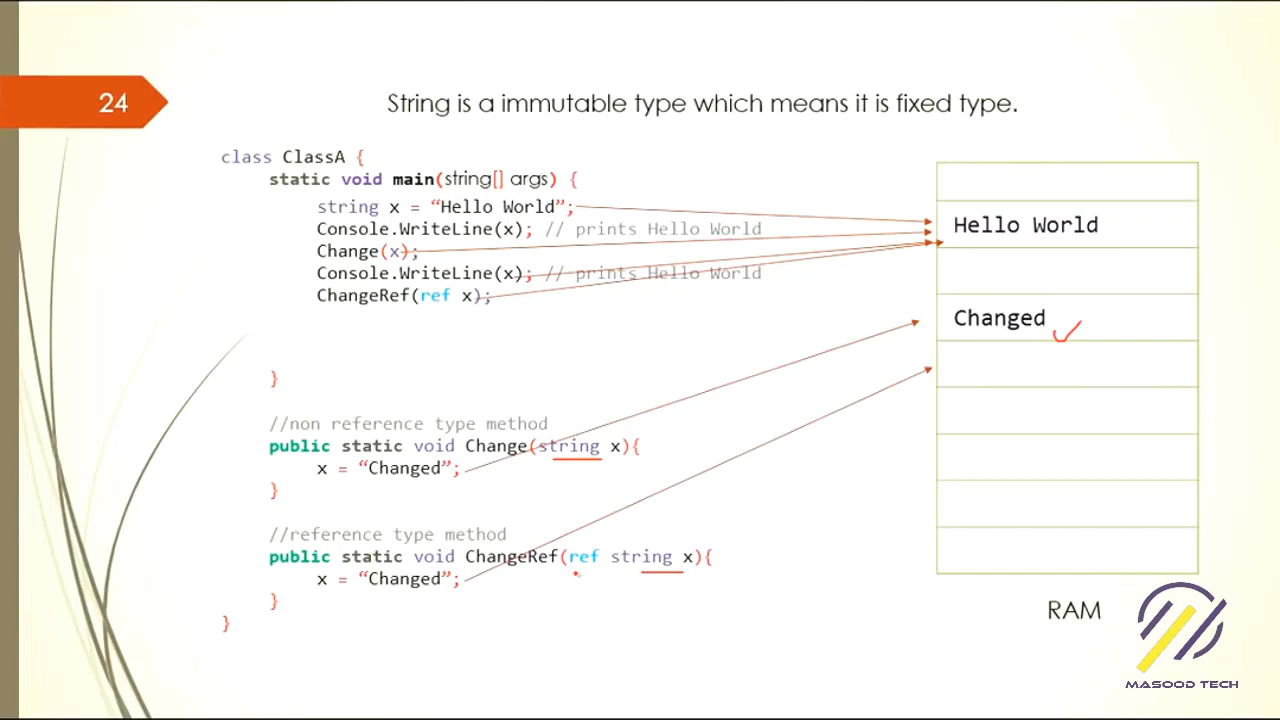 24
String is a immutable type which means it is fixed type.
class ClassA {
static void main(string[] args) {
string x = “Hello World”;
Console.WriteLine(x); // prints Hello World
Change(x);
Console.WriteLine(x); // prints Hello World
ChangeRef(ref x);
}
//non reference type method
public static void Change(string x){
x = “Changed”;
}
//reference type method
public static void ChangeRef(ref string x){
x = “Changed”;
}
}
Hello World
Changed
RAM
MASOOD TECH